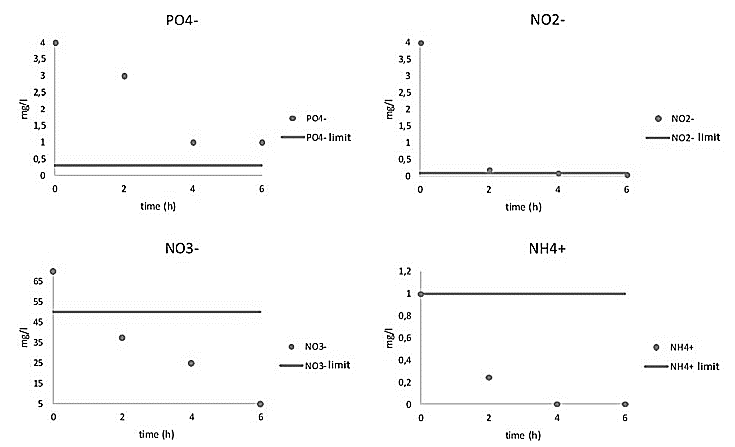 PO4-
4
3,5
3
2,5
2
1,5
1
0,5
0
mg/l
0 2 4 6
time (h)
PO4-
PO4- limit
NO2-
4
3,5
3
2,5
2
1,5
1
0,5
0
mg/l
0 2 4 6
time (h)
NO2-
NO2- limit
NO3-
65
55
45
35
25
15
5
mg/l
0 2 4 6
time (h)
NO3-
NO3- limit
NH4+
1,2
1
0,8
0,6
0,4
0,2
0
mg/l
0 2 4 6
time (h)
NH4+
NH4+ limit